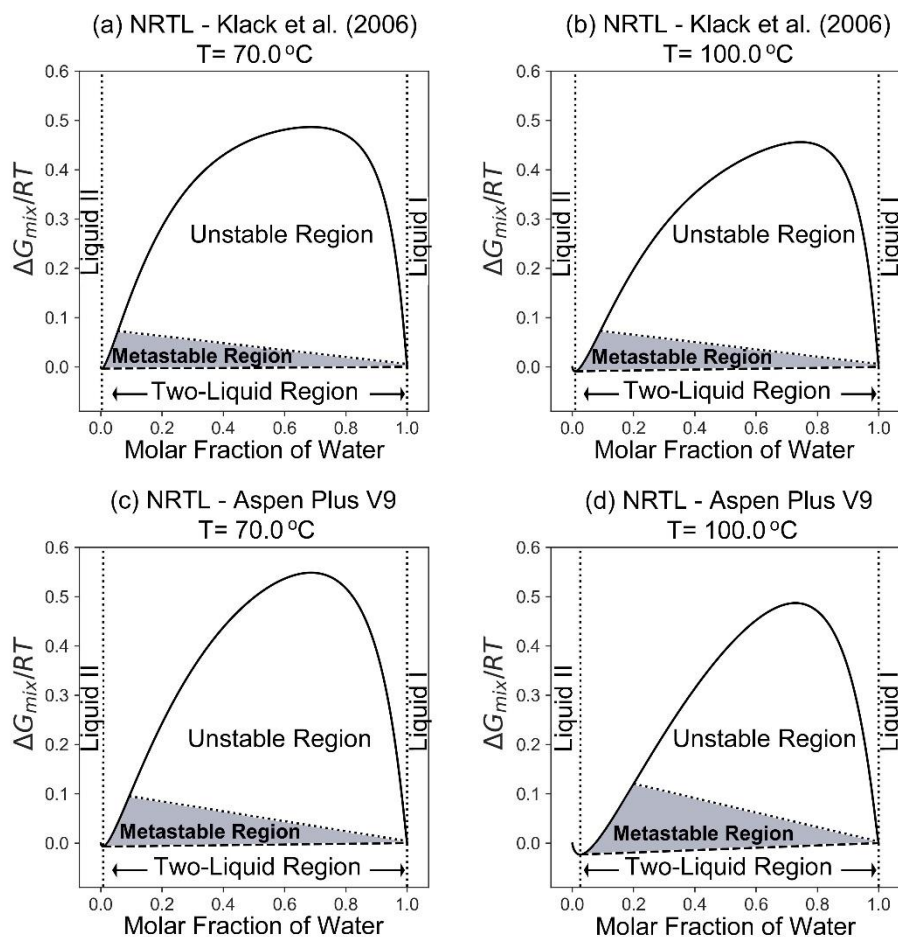 (a) NRTL - Klack et al. (2006)
T= 70.0 °C
0.6
0.5
0.4
0.3
0.2
0.1
0.0
ΔGmix/RT
Liquid II
Unstable Region
Liquid I
Metastable Region
Two-Liquid Region
0.0 0.2 0.4 0.6 0.8 1.0
Molar Fraction of Water
(b) NRTL - Klack et al. (2006)
T= 100.0 °C
0.6
0.5
0.4
0.3
0.2
0.1
0.0
ΔGmix/RT
Liquid II
Unstable Region
Liquid I
Metastable Region
Two-Liquid Region
0.0 0.2 0.4 0.6 0.8 1.0
Molar Fraction of Water
(c) NRTL - Aspen Plus V9
T= 70.0 °C
0.6
0.5
0.4
0.3
0.2
0.1
0.0
ΔGmix/RT
Liquid II
Unstable Region
Liquid I
Metastable Region
Two-Liquid Region
0.0 0.2 0.4 0.6 0.8 1.0
Molar Fraction of Water
(d) NRTL - Aspen Plus V9
T= 100.0 °C
0.6
0.5
0.4
0.3
0.2
0.1
0.0
ΔGmix/RT
Liquid II
Unstable Region
Liquid I
Metastable Region
Two-Liquid Region
0.0 0.2 0.4 0.6 0.8 1.0
Molar Fraction of Water